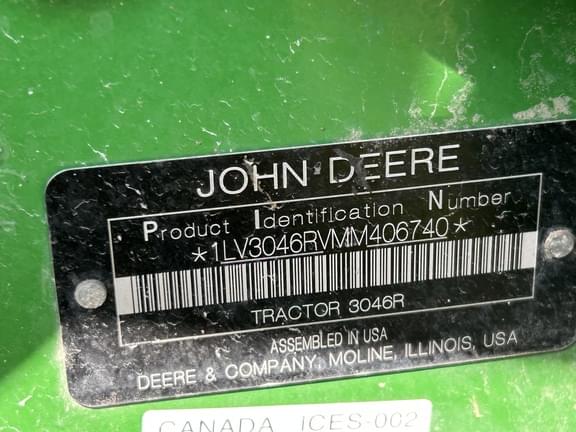 JOHN DEERE
Product Identification Number
*1LV3046RVMM406740*
TRACTOR 3046R
ASSEMBLED IN USA
DEERE & COMPANY, MOLINE, ILLINOIS, USA
CANADA ICES-002